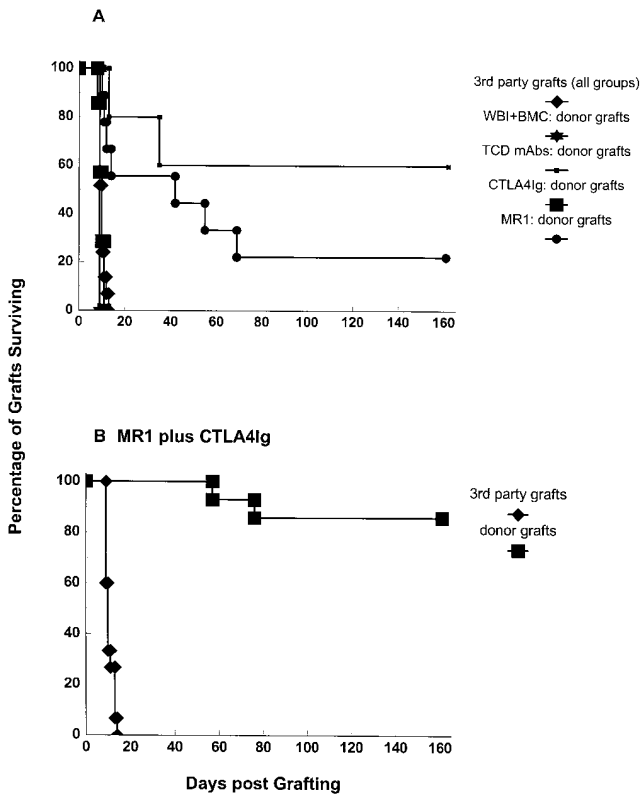 A
100
80
60
40
20
0
0 20 40 60 80 100 120 140 160
3rd party grafts (all groups)
WBI+BMC: donor grafts
TCD mAbs: donor grafts
CTLA4Ig: donor grafts
MR1: donor grafts
Percentage of Grafts Surviving
B MR1 plus CTLA4Ig
100
80
60
40
20
0
0 20 40 60 80 100 120 140 160
3rd party grafts
donor grafts
Days post Grafting